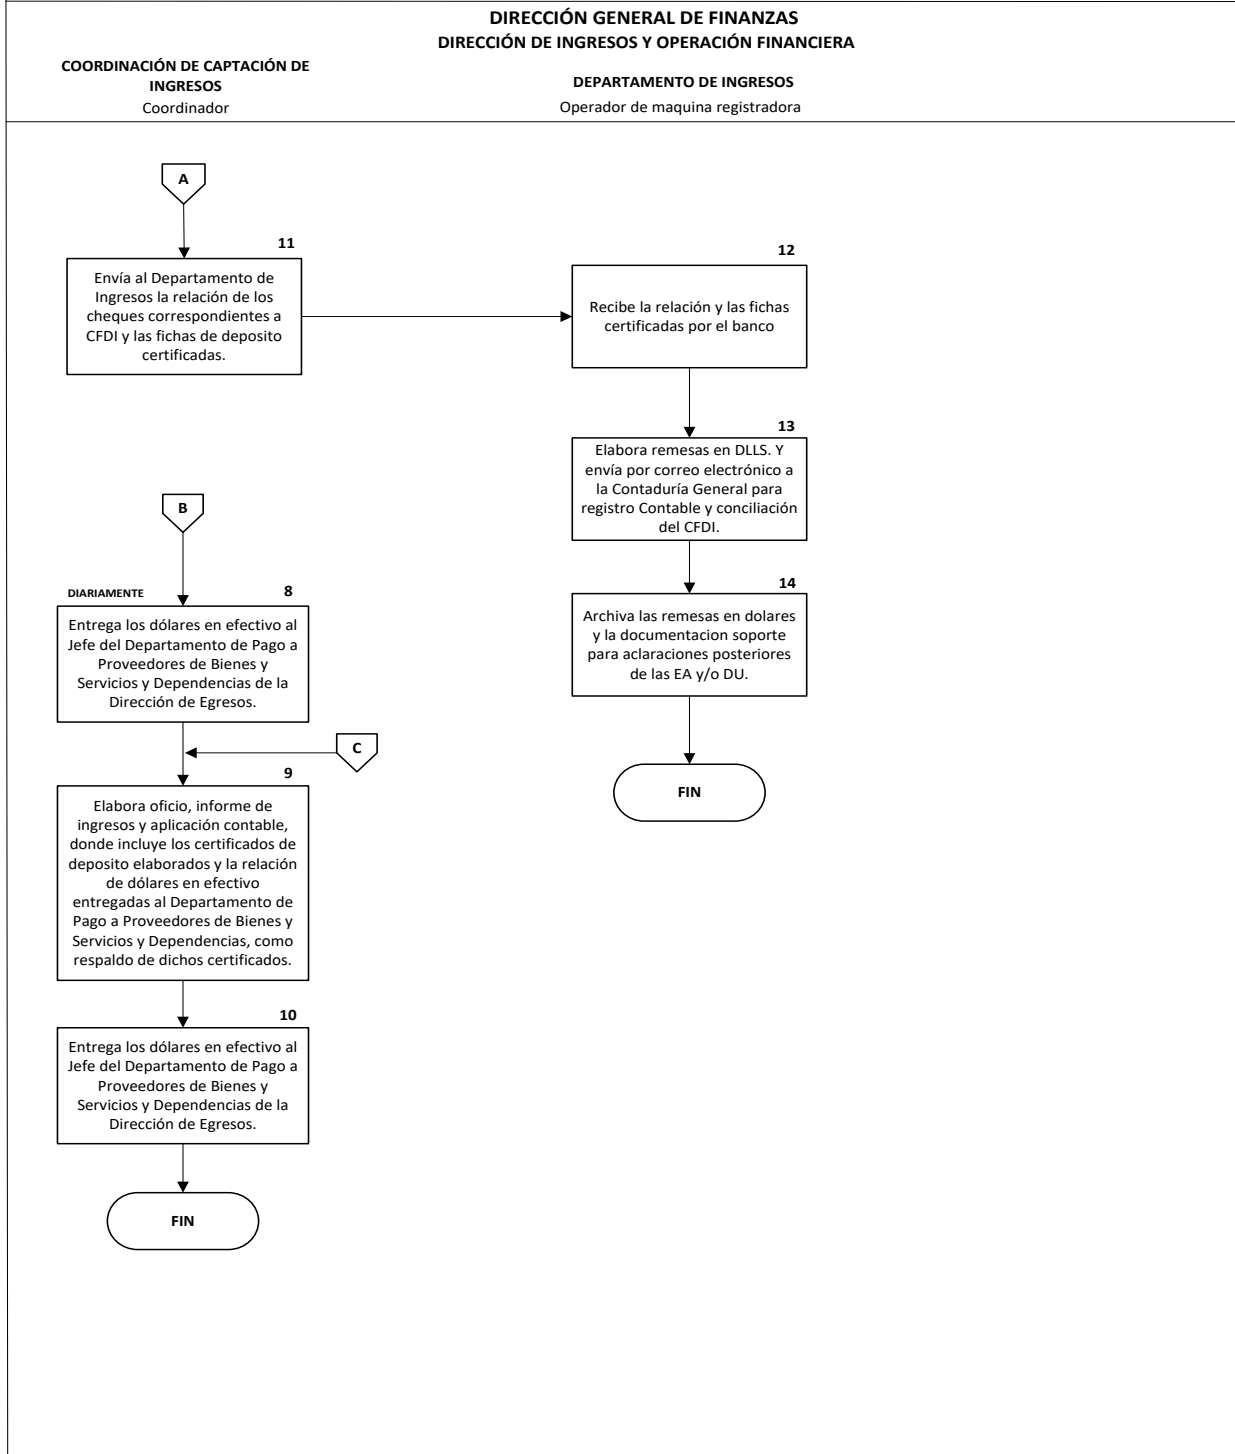 DIRECCIÓN GENERAL DE FINANZAS
DIRECCIÓN DE INGRESOS Y OPERACIÓN FINANCIERA
COORDINACIÓN DE CAPTACIÓN DE
INGRESOS
Coordinador
DEPARTAMENTO DE INGRESOS
Operador de maquina registradora
A
11
Envía al Departamento de
Ingresos la relación de los
cheques correspondientes a
CFDI y las fichas de deposito
certificadas.
12
Recibe la relación y las fichas
certificadas por el banco
13
Elabora remesas en DLLS. Y
envía por correo electrónico a
la Contaduría General para
registro Contable y conciliación
del CFDI.
14
Archiva las remesas en dolares
y la documentacion soporte
para aclaraciones posteriores
de las EA y/o DU.
FIN
B
DIARIAMENTE
8
Entrega los dólares en efectivo al
Jefe del Departamento de Pago a
Proveedores de Bienes y
Servicios y Dependencias de la
Dirección de Egresos.
C
9
Elabora oficio, informe de
ingresos y aplicación contable,
donde incluye los certificados de
deposito elaborados y la relación
de dólares en efectivo
entregadas al Departamento de
Pago a Proveedores de Bienes y
Servicios y Dependencias, como
respaldo de dichos certificados.
10
Entrega los dólares en efectivo al
Jefe del Departamento de Pago a
Proveedores de Bienes y
Servicios y Dependencias de la
Dirección de Egresos.
FIN